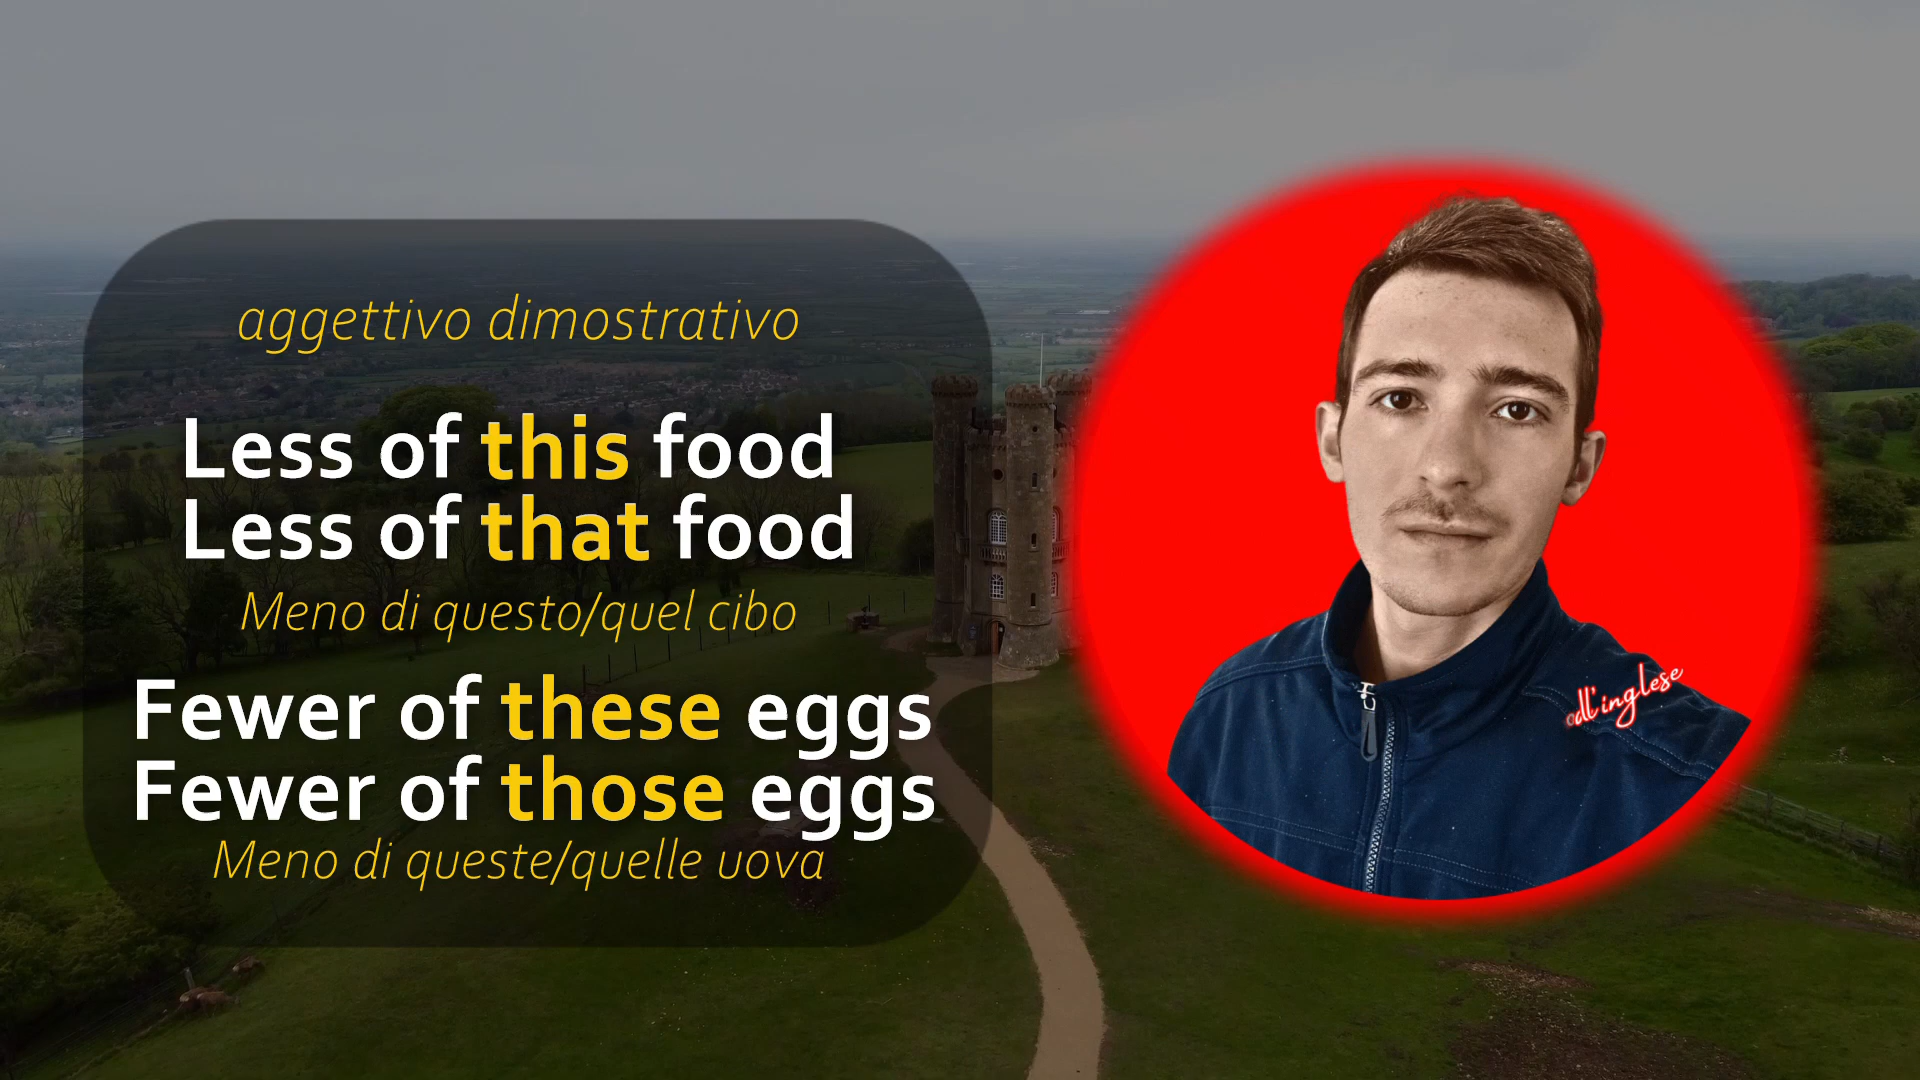 aggettivo dimostrativo
Less of this food
Less of that food
Meno di questo/quel cibo
Fewer of these eggs
Fewer of those eggs
Meno di queste/quelle uova
odl'inglese